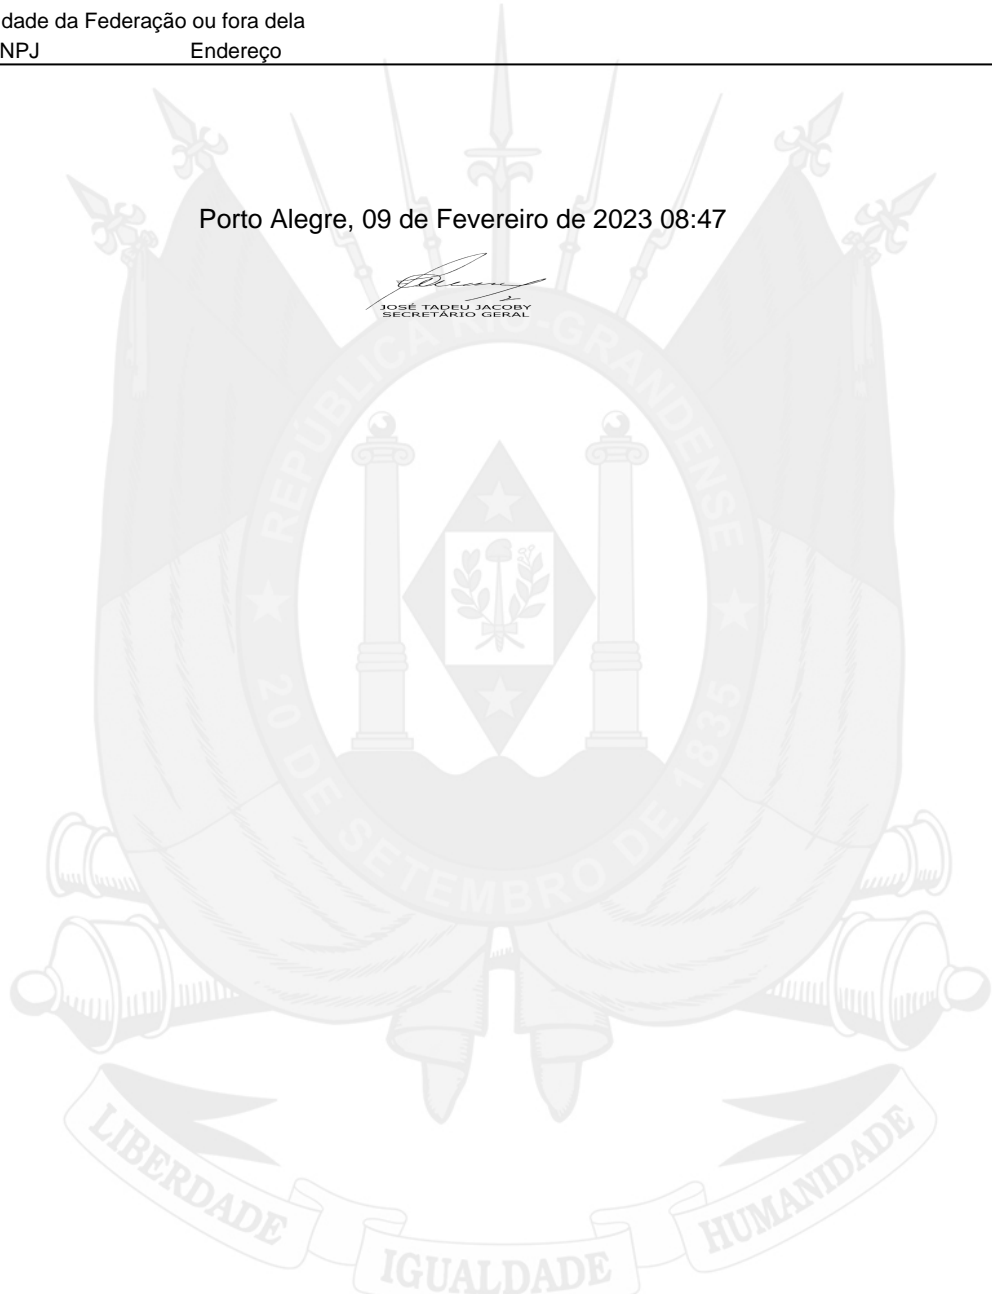 dade da Federação ou fora dela
NPJ Endereço
Porto Alegre, 09 de Fevereiro de 2023 08:47
JOSÉ TADEU JACOBY
SECRETÁRIO GERAL
REPÚBLICA RIO-GRANDENSE
20 DE SETEMBRO DE 1835
LIBERDADE
IGUALDADE
HUMANIDADE